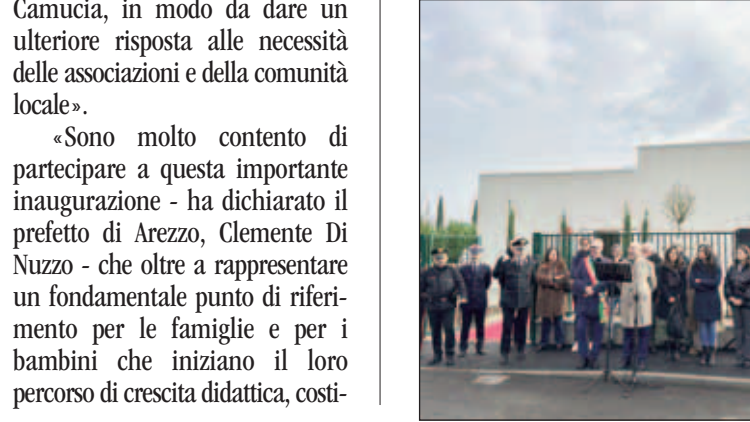 Camucia, in modo da dare un
ulteriore risposta alle necessità
delle associazioni e della comunità
locale».
«Sono molto contento di
partecipare a questa importante
inaugurazione - ha dichiarato il
prefetto di Arezzo, Clemente Di
Nuzzo - che oltre a rappresentare
un fondamentale punto di riferi-
mento per le famiglie e per i
bambini che iniziano il loro
percorso di crescita didattica, costi-